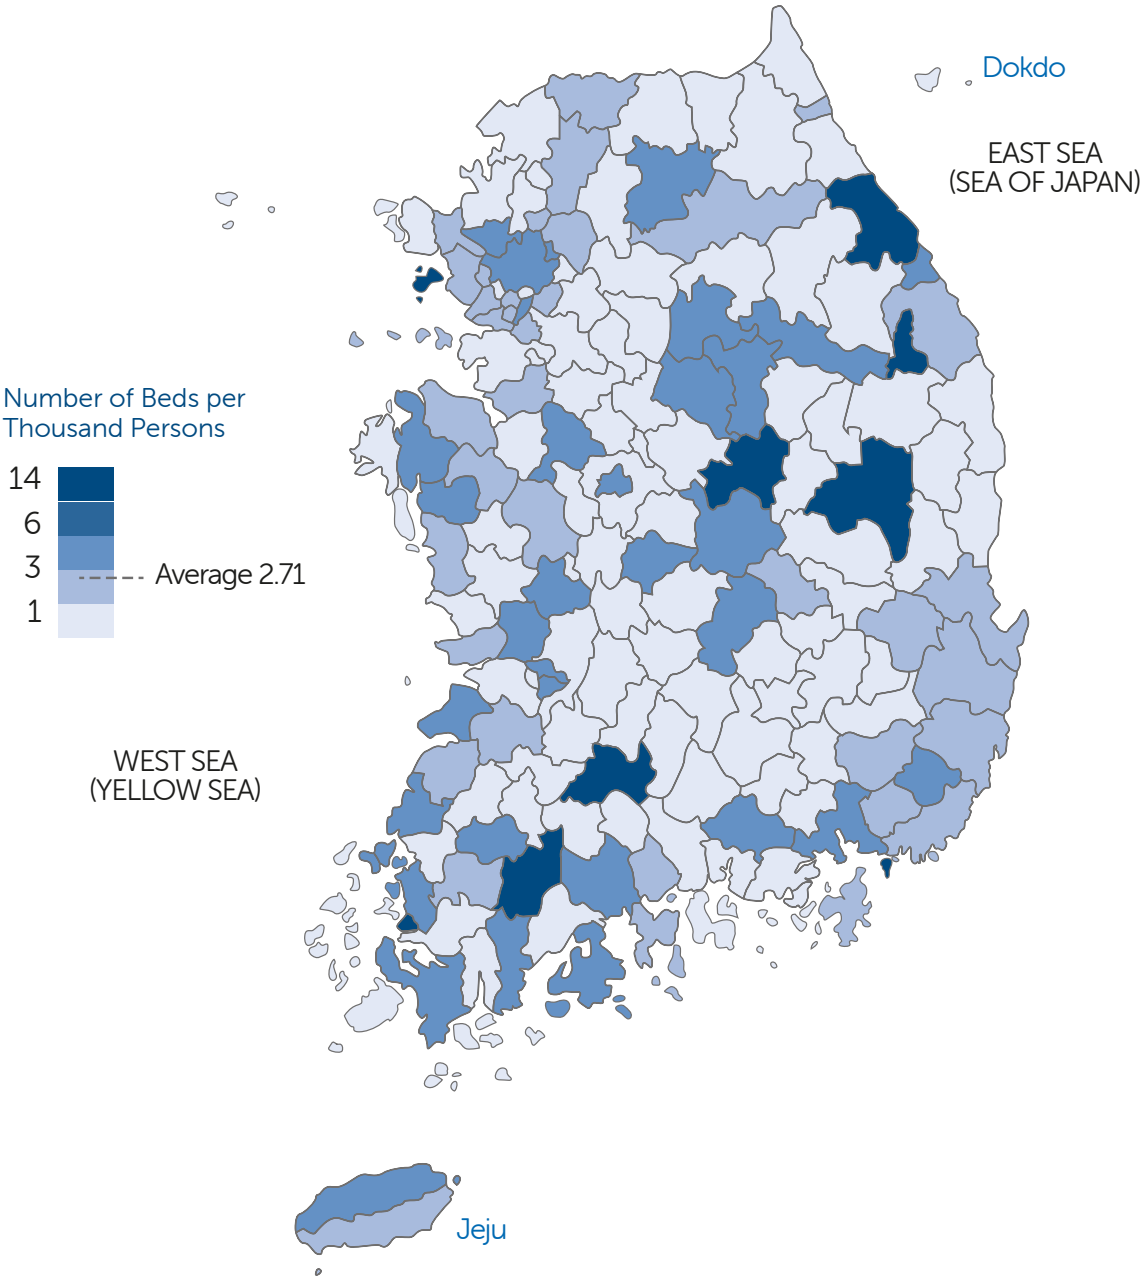 Dokdo
EAST SEA
(SEA OF JAPAN)
Number of Beds per
Thousand Persons
14
6
3
Average 2.71
1
WEST SEA
(YELLOW SEA)
Jeju